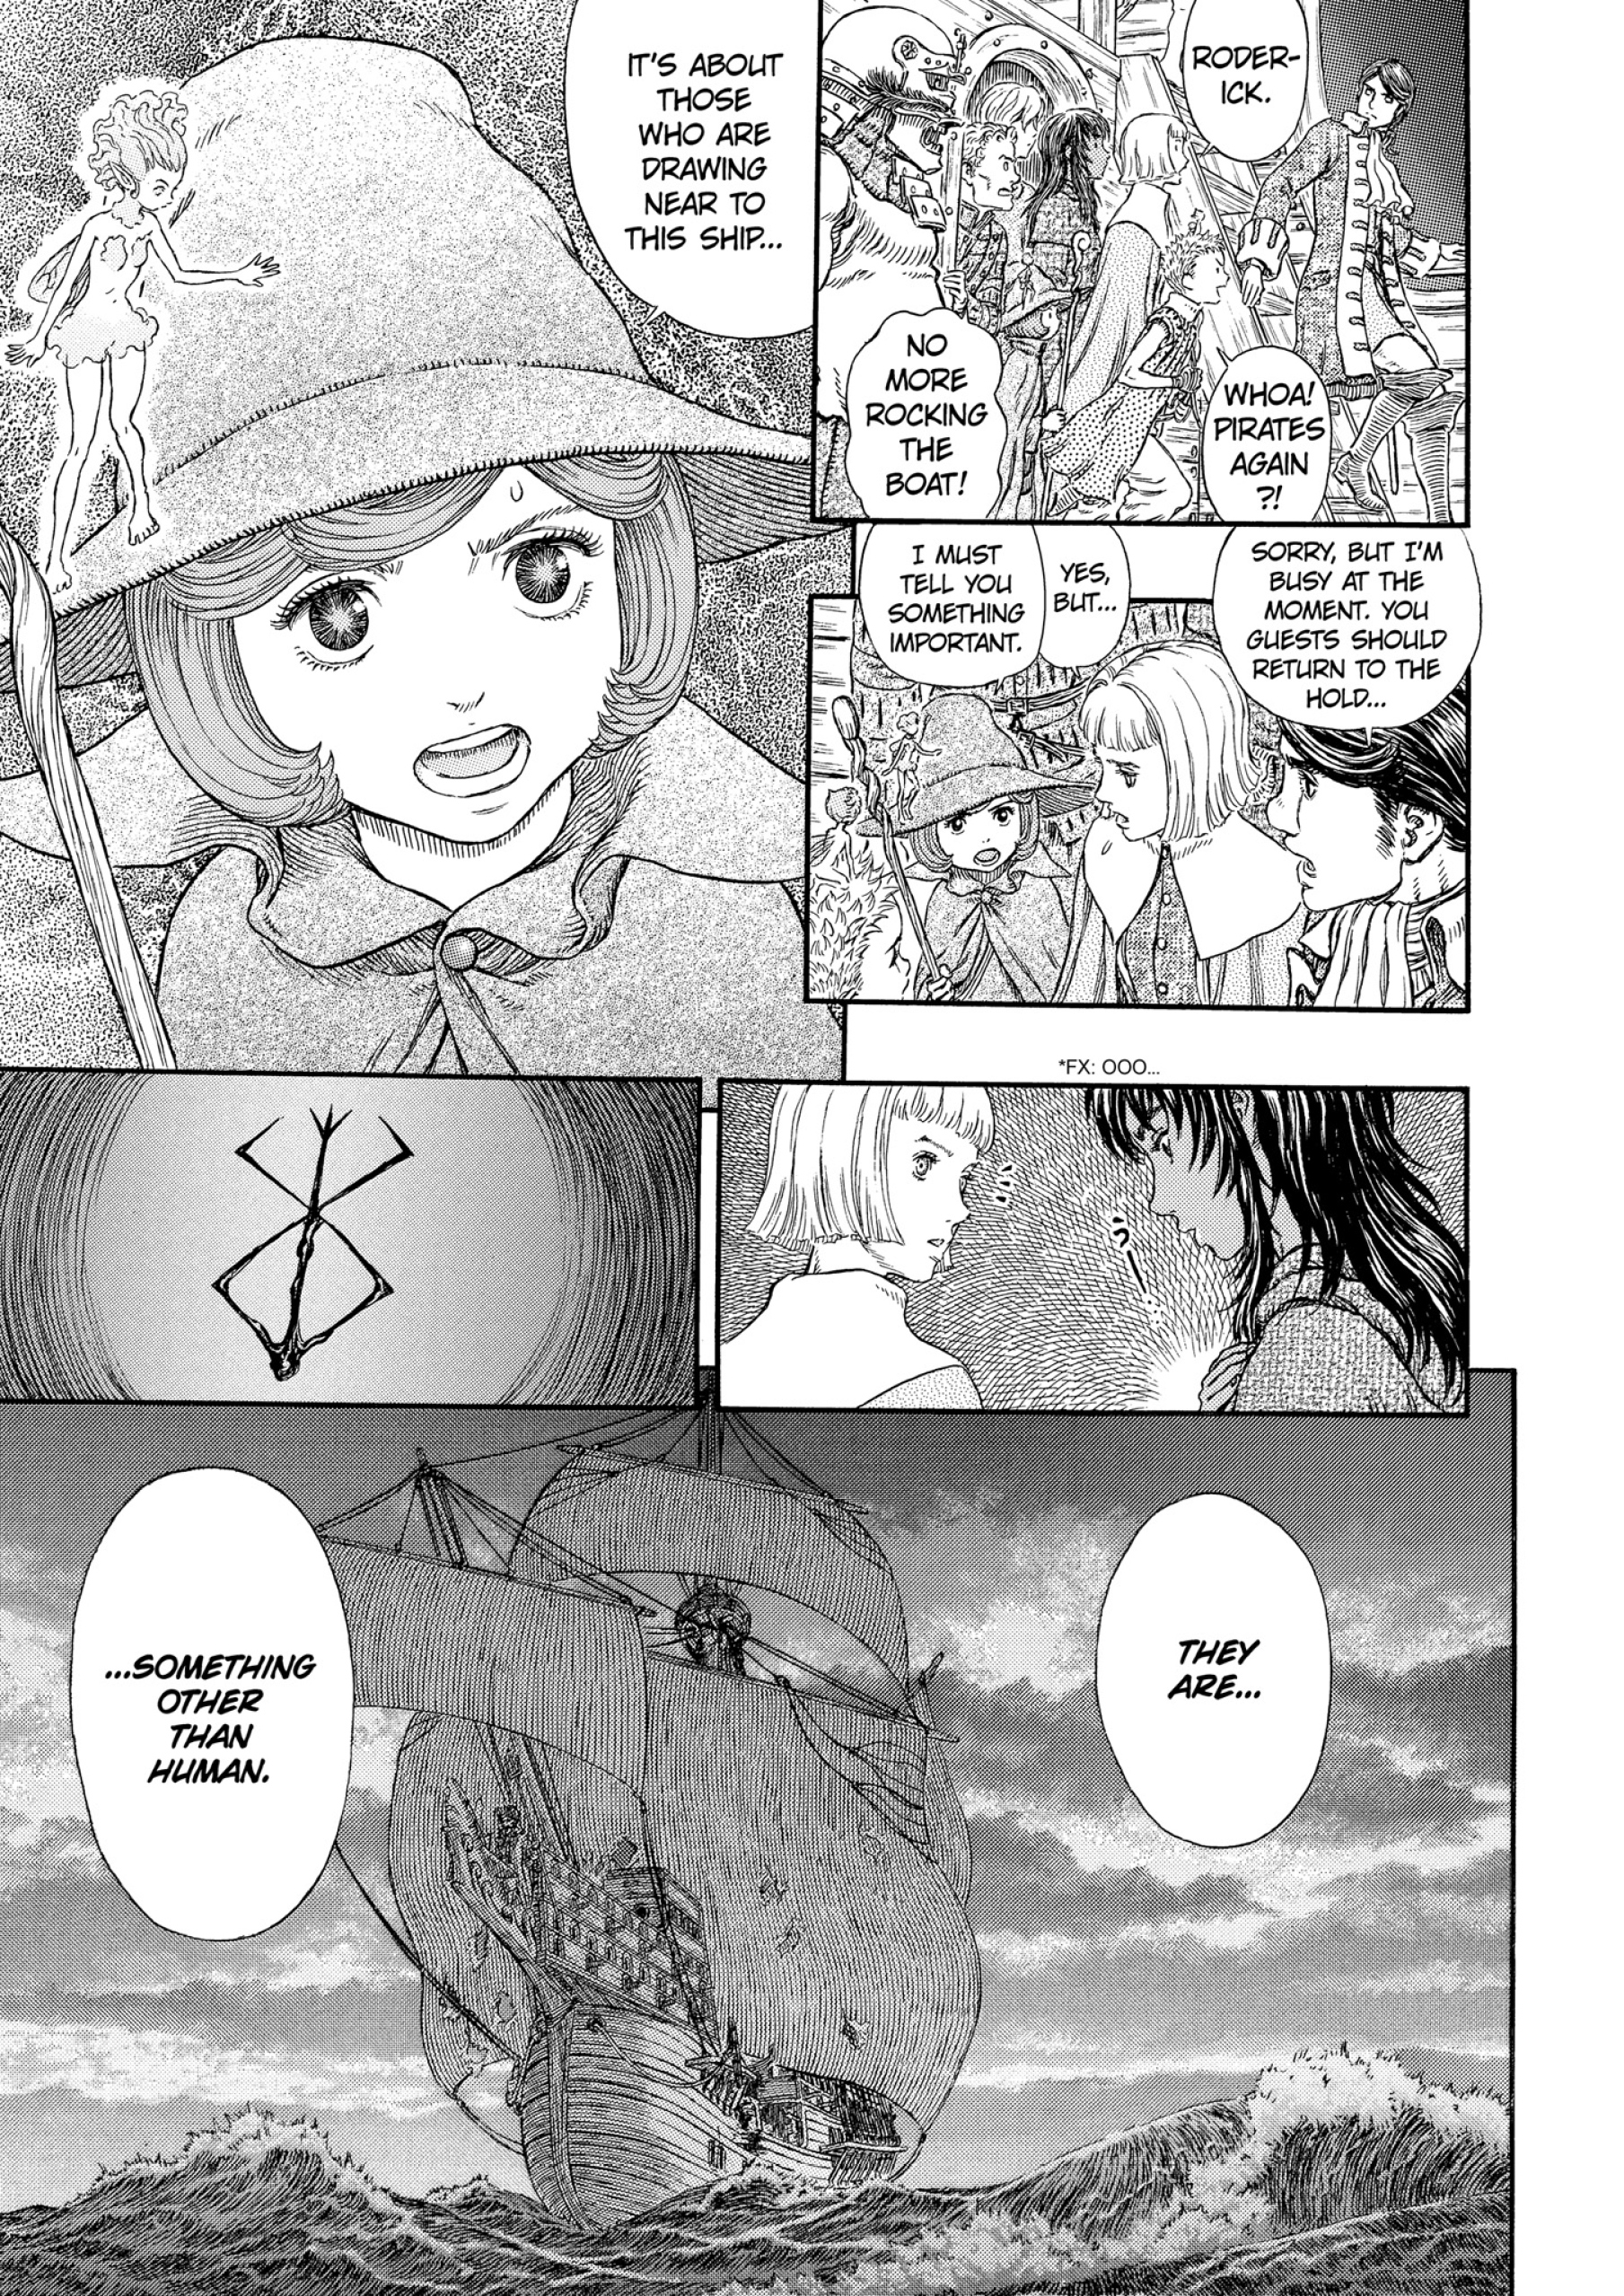 RODER-
ICK.
WHOA!
PIRATES
AGAIN
?!
NO
MORE
ROCKING
THE
BOAT!
SORRY, BUT I'M
BUSY AT THE
MOMENT. YOU
GUESTS SHOULD
RETURN TO THE
HOLD...
YES,
BUT...
I MUST
TELL YOU
SOMETHING
IMPORTANT.
IT'S ABOUT
THOSE
WHO ARE
DRAWING
NEAR TO
THIS SHIP...
*FX: OOO...
う
THEY
ARE...
...SOMETHING
OTHER
THAN
HUMAN.